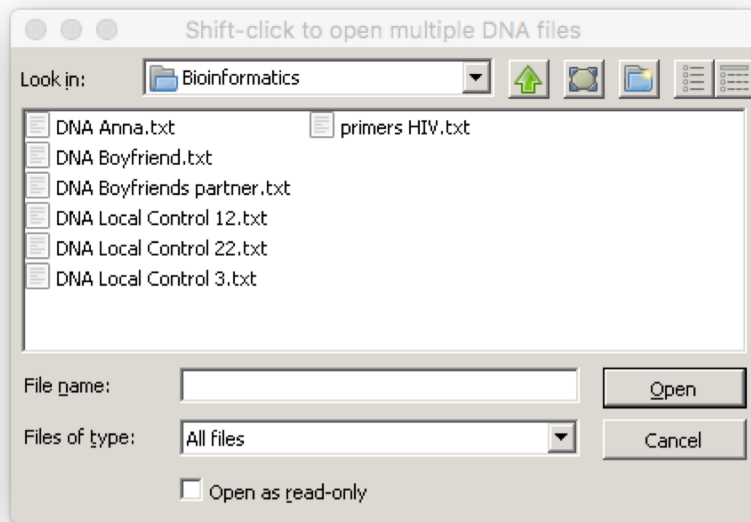 Shift-click to open multiple DNA files
Look in: Bioinformatics
DNA Anna.txt primers HIV.txt
DNA Boyfriend.txt
DNA Boyfriends partner.txt
DNA Local Control 12.txt
DNA Local Control 22.txt
DNA Local Control 3.txt
File name: Open
Files of type: All files Cancel
Open as read-only